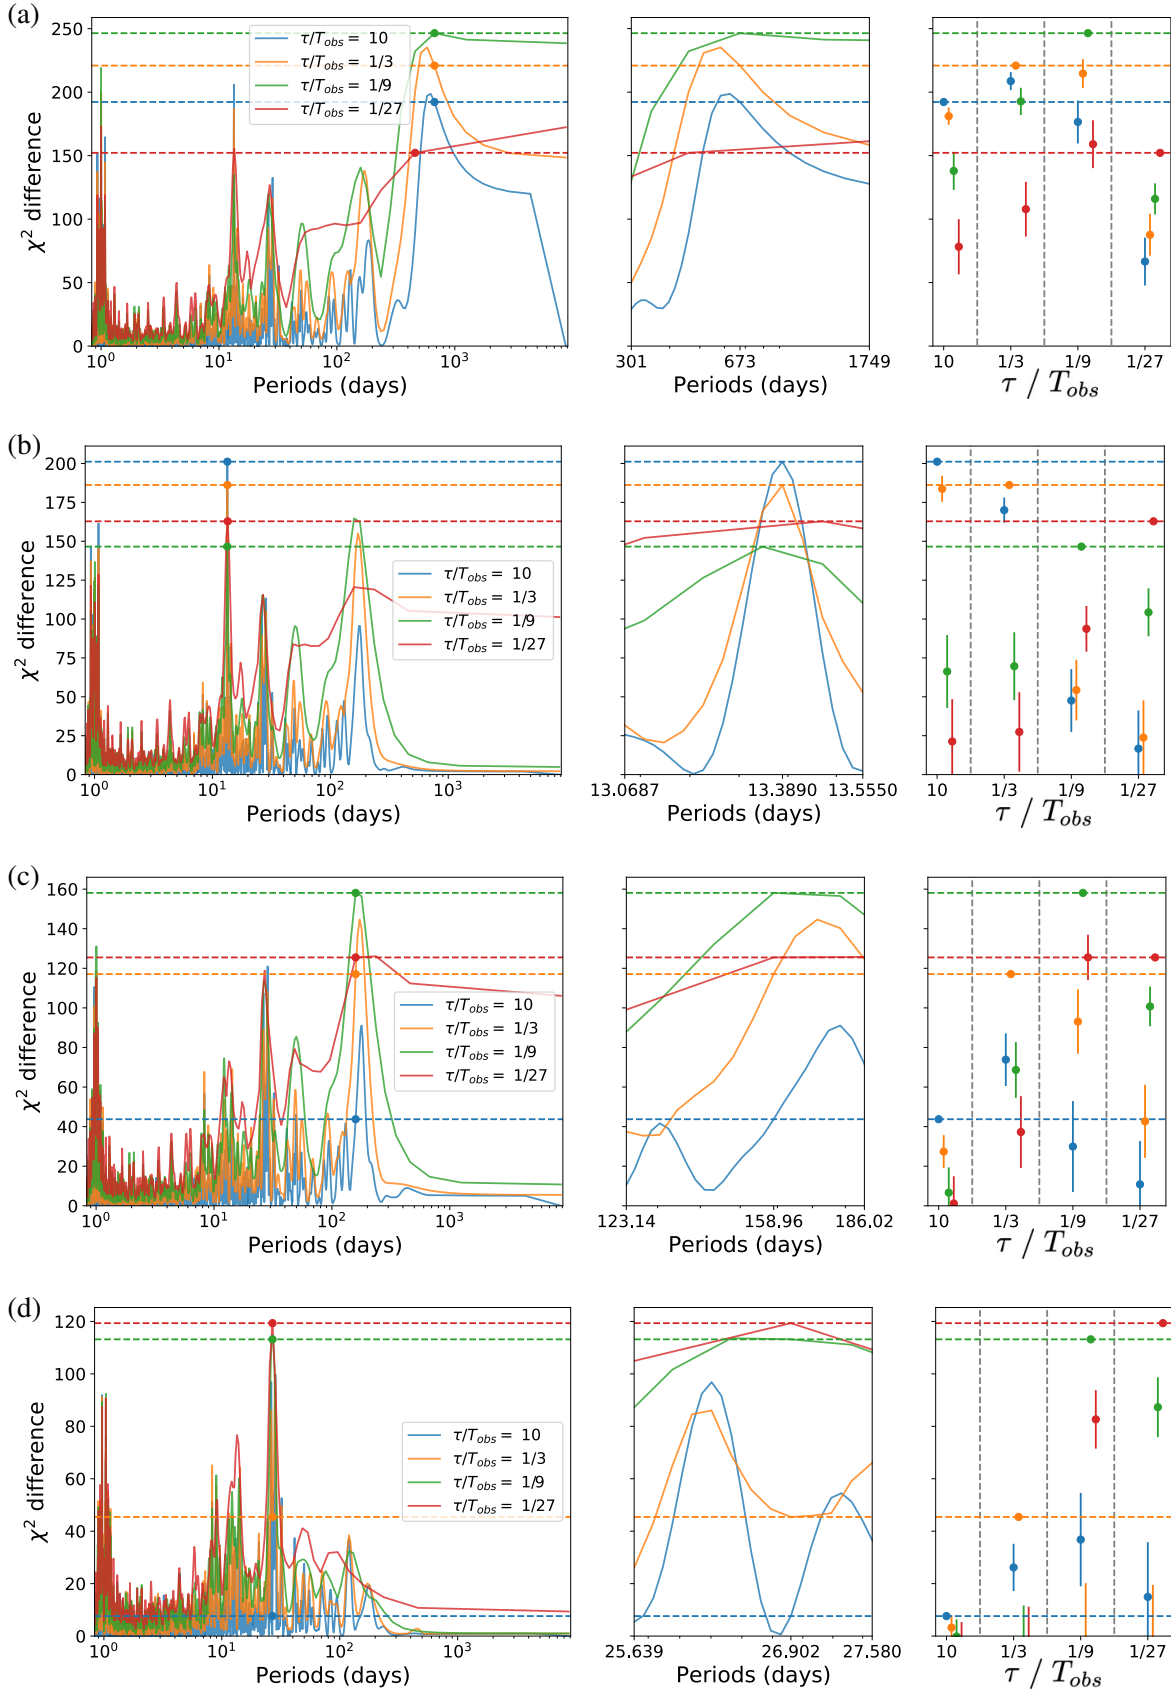 (a)
χ² difference
250
200
150
100
50
0
τ/T_obs = 10
τ/T_obs = 1/3
τ/T_obs = 1/9
τ/T_obs = 1/27
10⁰ 10¹ 10² 10³
Periods (days)
301 673 1749
Periods (days)
10 1/3 1/9 1/27
τ / T_obs
(b)
χ² difference
200
175
150
125
100
75
50
25
0
τ/T_obs = 10
τ/T_obs = 1/3
τ/T_obs = 1/9
τ/T_obs = 1/27
10⁰ 10¹ 10² 10³
Periods (days)
13.0687 13.3890 13.5550
Periods (days)
10 1/3 1/9 1/27
τ / T_obs
(c)
χ² difference
160
140
120
100
80
60
40
20
0
τ/T_obs = 10
τ/T_obs = 1/3
τ/T_obs = 1/9
τ/T_obs = 1/27
10⁰ 10¹ 10² 10³
Periods (days)
123.14 158.96 186.02
Periods (days)
10 1/3 1/9 1/27
τ / T_obs
(d)
χ² difference
120
100
80
60
40
20
0
τ/T_obs = 10
τ/T_obs = 1/3
τ/T_obs = 1/9
τ/T_obs = 1/27
10⁰ 10¹ 10² 10³
Periods (days)
25.639 26.902 27.580
Periods (days)
10 1/3 1/9 1/27
τ / T_obs